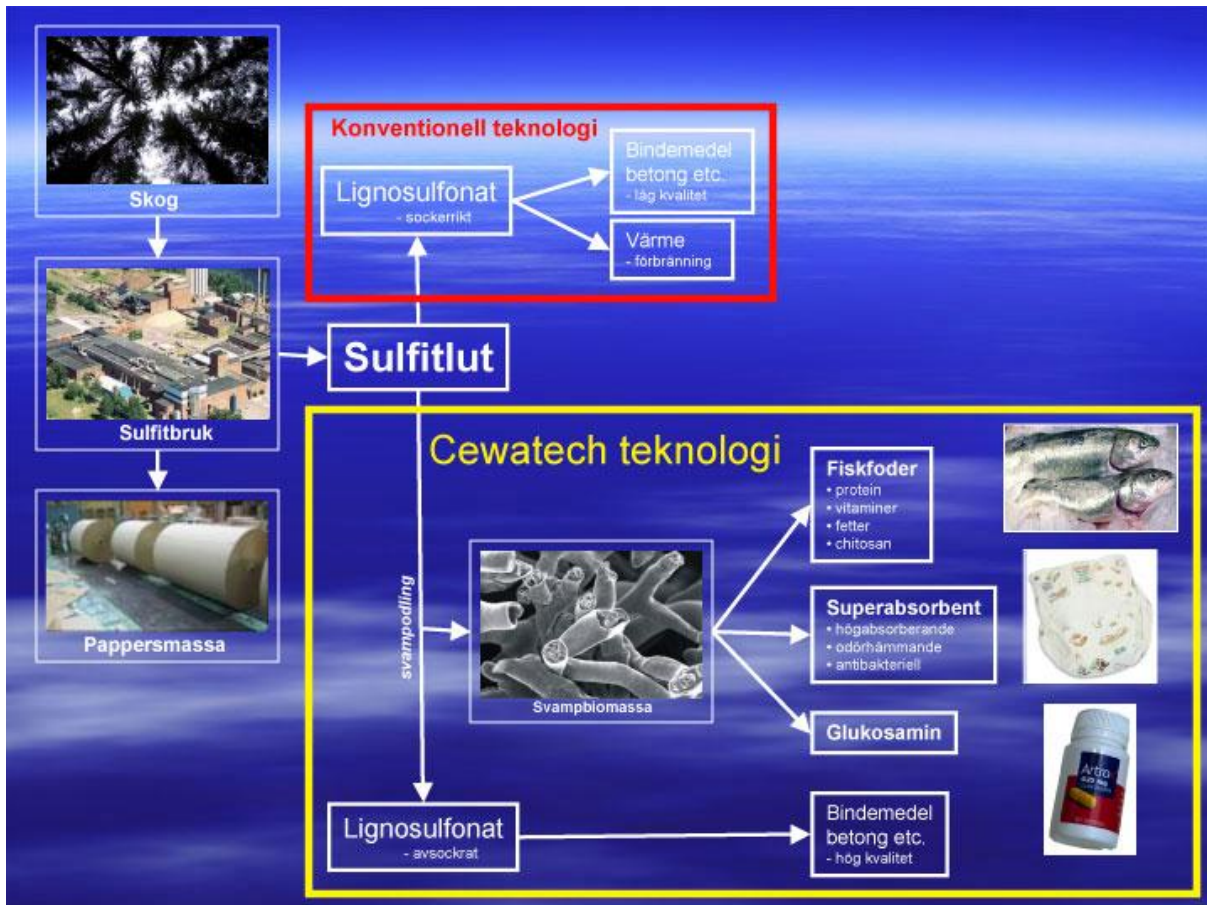 Skog
Sulfitbruk
Pappersmassa
Konventionell teknologi
Lignosulfonat
- sockerrikt
Bindemedel
betong etc.
- låg kvalitet
Värme
- förbränning
Sulfitlut
Cewatech teknologi
svampodling
Svampbiomassa
Fiskfoder
• protein
• vitaminer
• fetter
• chitosan
Superabsorbent
• högabsorberande
• odörhämmande
• antibakteriell
Glukosamin
Artro
Lignosulfonat
- avsockrat
Bindemedel
betong etc.
- hög kvalitet